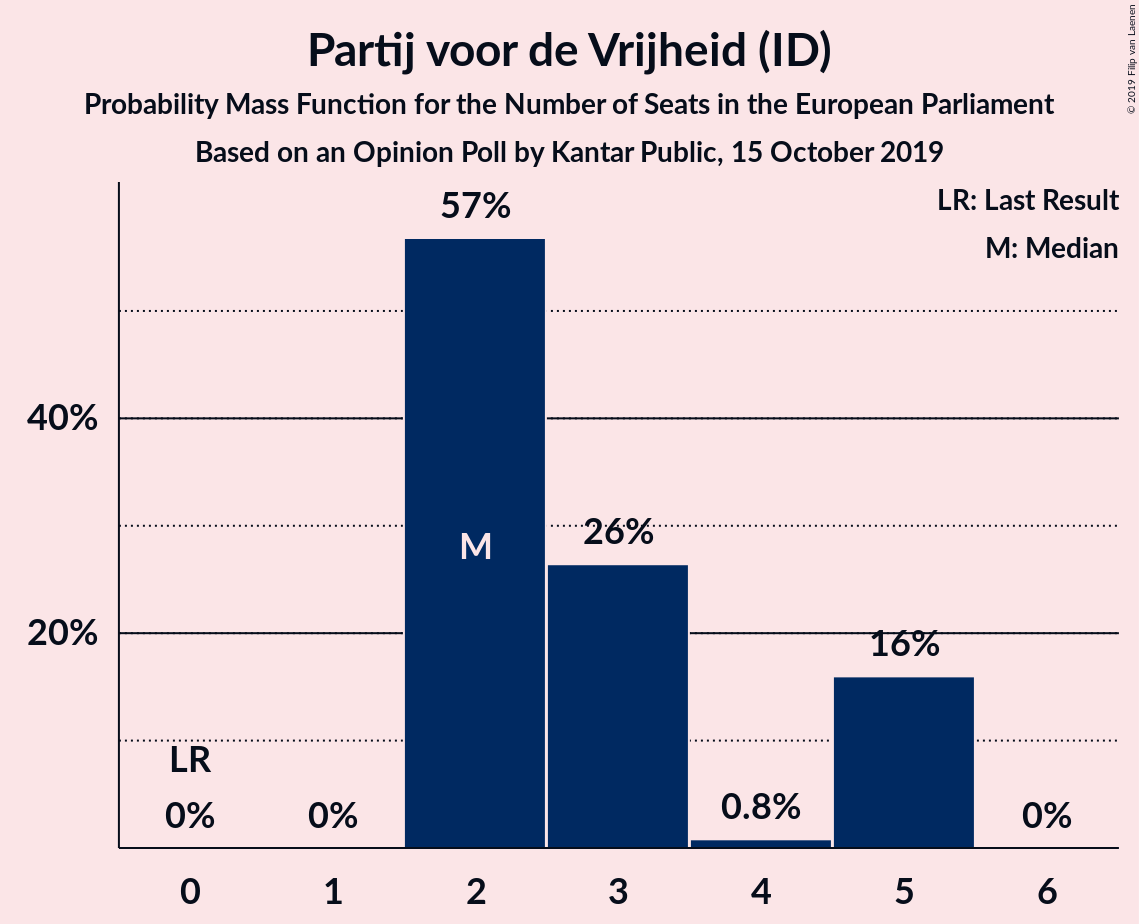 Partij voor de Vrijheid (ID)
Probability Mass Function for the Number of Seats in the European Parliament
Based on an Opinion Poll by Kantar Public, 15 October 2019
© 2019 Filip van Laenen
LR: Last Result
M: Median
57%
40%
M
26%
20%
16%
LR
0%
0%
0.8%
0%
0
1
2
3
4
5
6